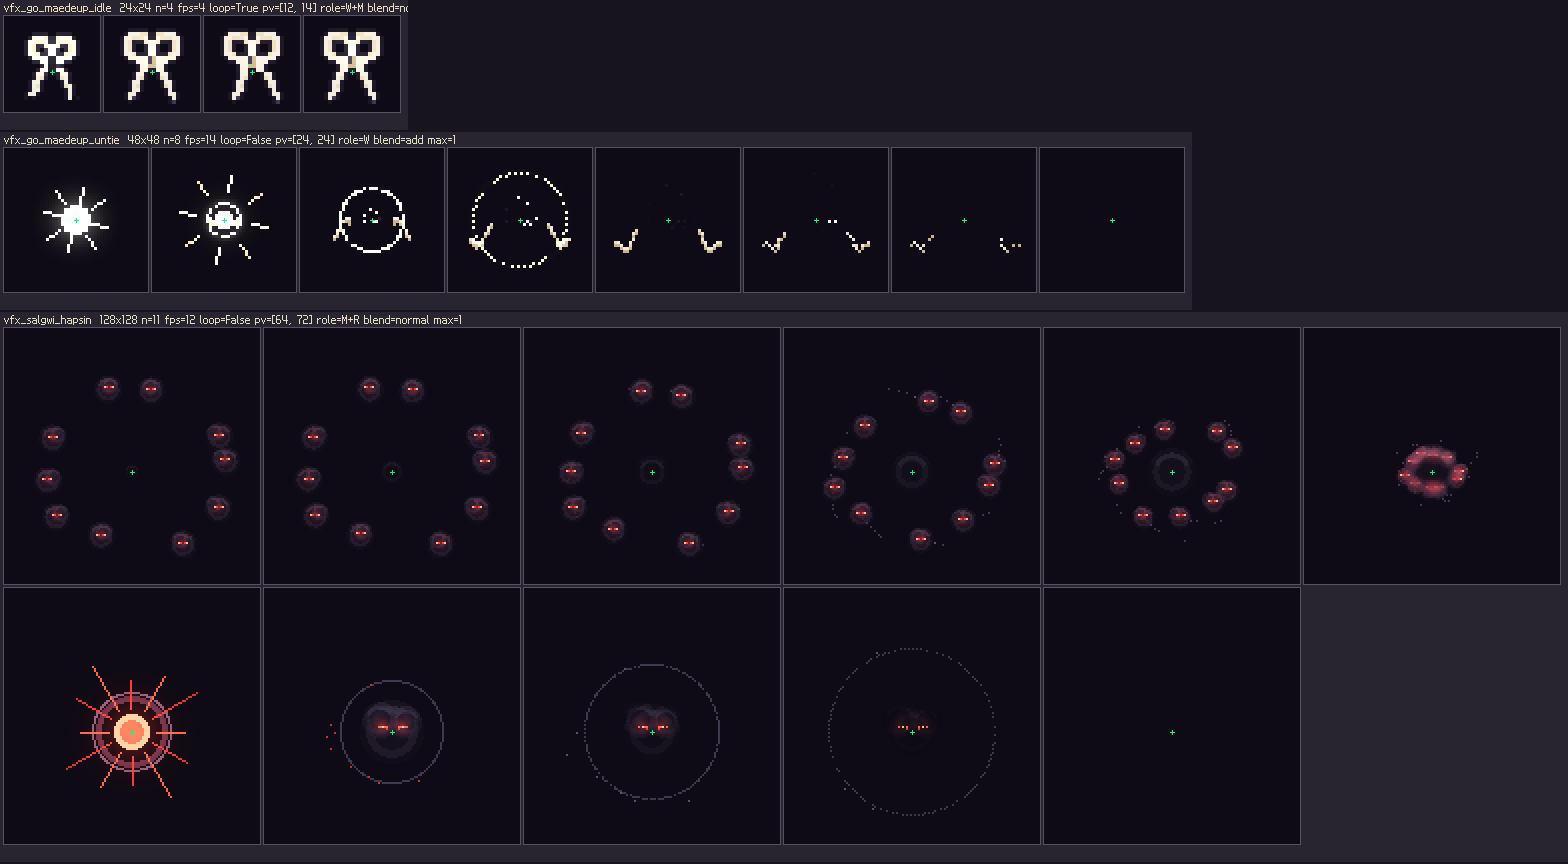 vfx_go_maedeup_idle 24x24 n=4 fps=4 loop=True pv=[12, 14] role=W+M blend=no
vfx_go_maedeup_untie 48x48 n=8 fps=14 loop=False pv=[24, 24] role=W blend=add max=1
vfx_salgwi_hapsin 128x128 n=11 fps=12 loop=False pv=[64, 72] role=M+R blend=normal max=1